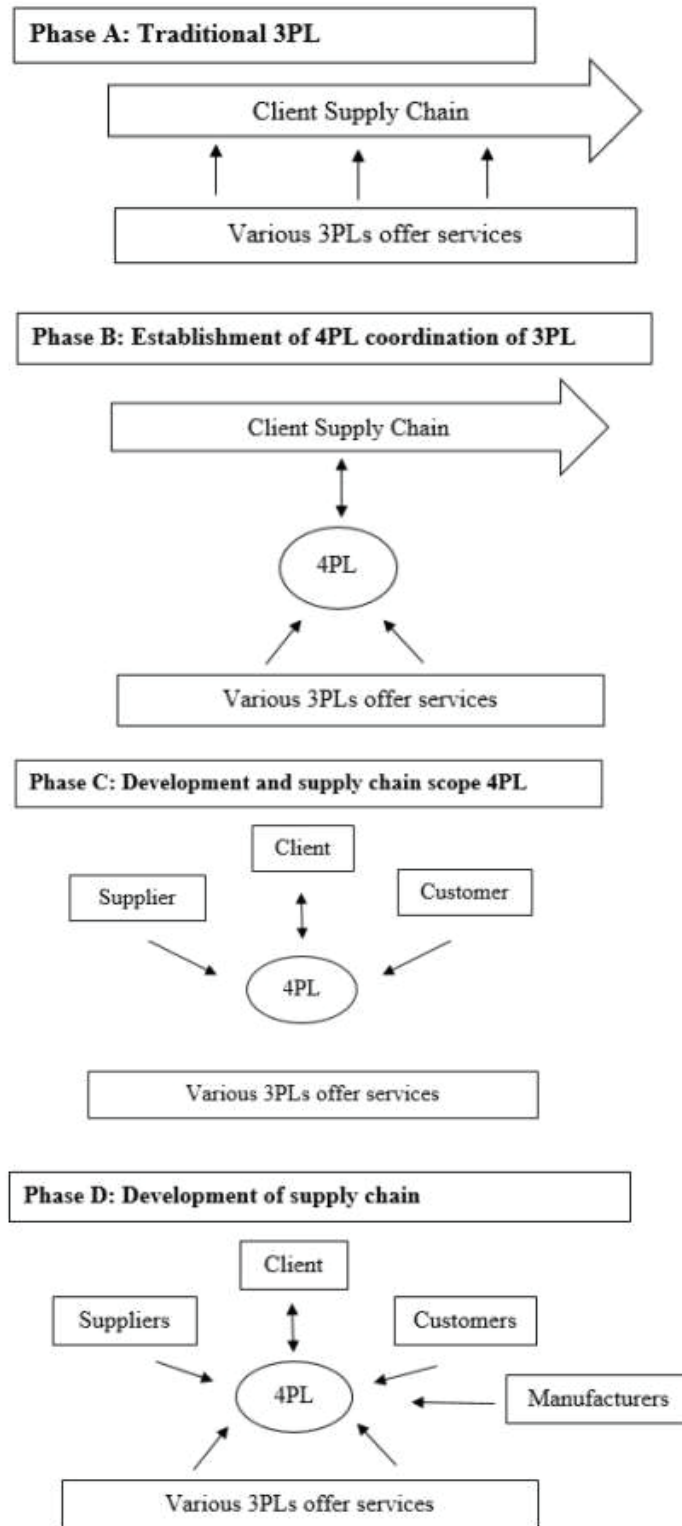 Phase A: Traditional 3PL
Client Supply Chain
Various 3PLs offer services
Phase B: Establishment of 4PL coordination of 3PL
Client Supply Chain
4PL
Various 3PLs offer services
Phase C: Development and supply chain scope 4PL
Client
Supplier
Customer
4PL
Various 3PLs offer services
Phase D: Development of supply chain
Client
Suppliers
Customers
4PL
Manufacturers
Various 3PLs offer services